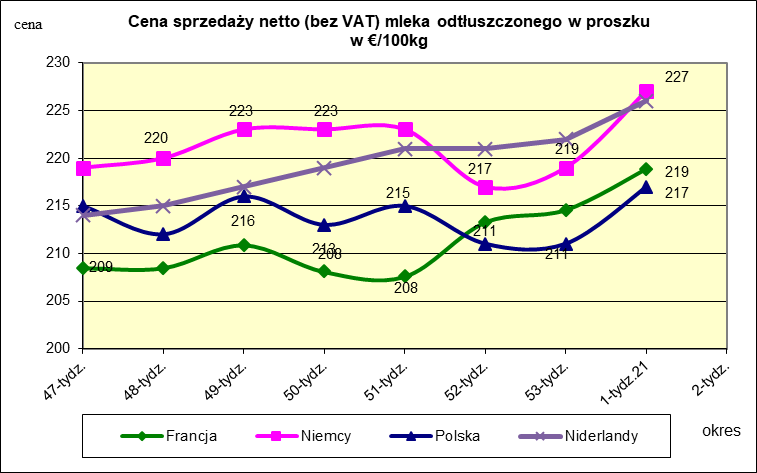 Cena sprzedaży netto (bez VAT) mleka odtłuszczonego w proszku
w €/100kg
cena
230
225
220
215
210
205
200
227
223
223
220
219
217
219
217
216
215
213
208
211
211
209
208
47-tydz.
48-tydz.
49-tydz.
50-tydz.
51-tydz.
52-tydz.
53-tydz.
1-tydz.21
2-tydz.
okres
Francja
Niemcy
Polska
Niderlandy